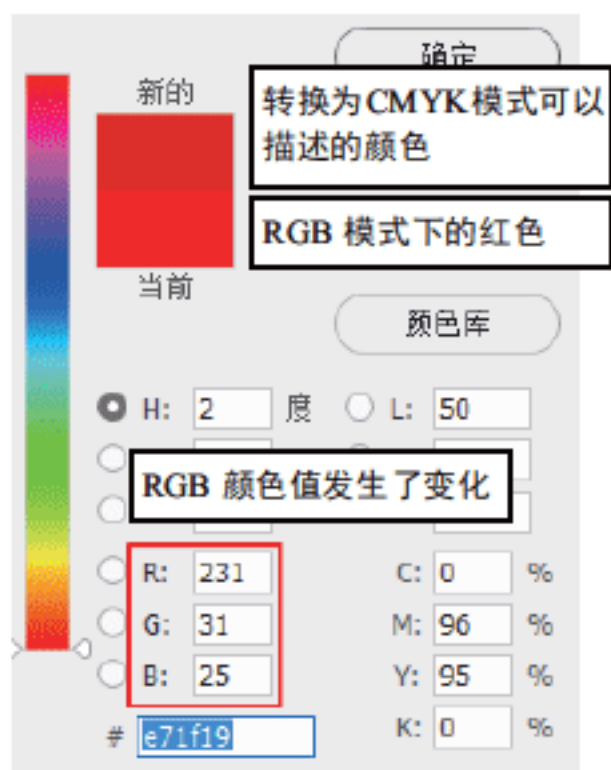 确定
新的
转换为CMYK模式可以
描述的颜色
RGB 模式下的红色
当前
颜色库
H: 2 度 L: 50
RGB 颜色值发生了变化
R: 231 C: 0 %
G: 31 M: 96 %
B: 25 Y: 95 %
# e71f19 K: 0 %